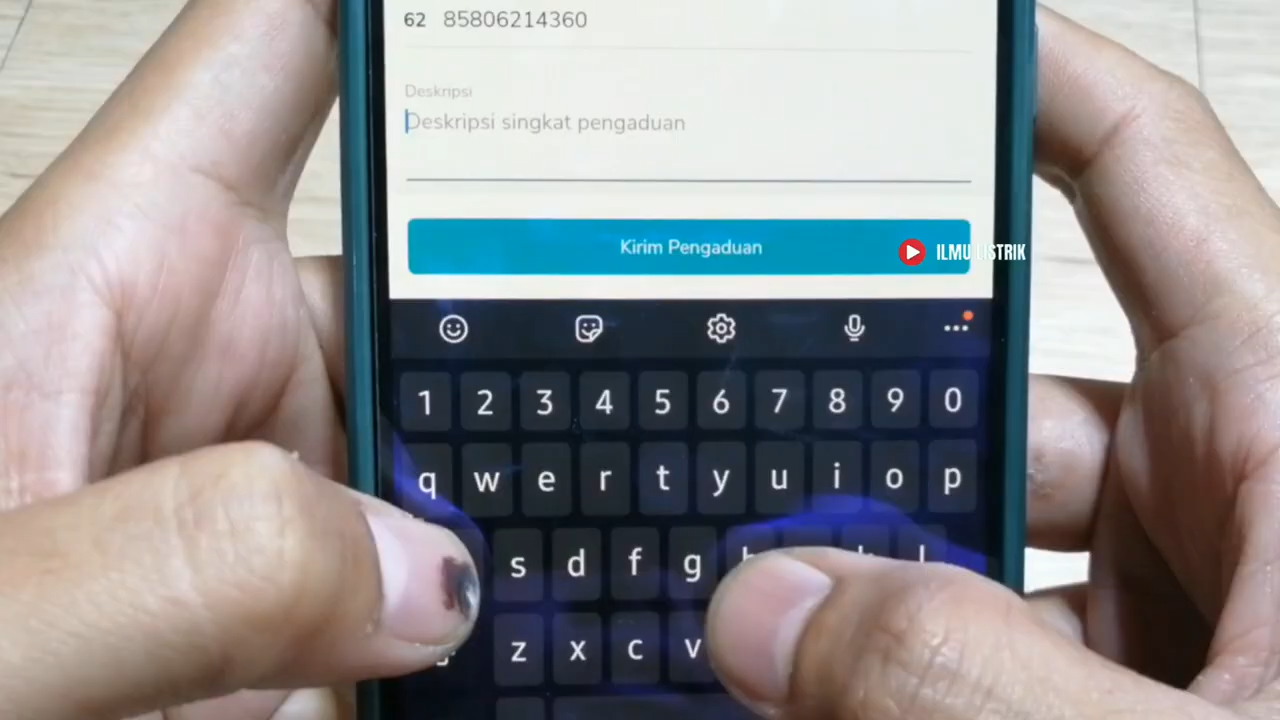 62 85806214360
Deskripsi
Deskripsi singkat pengaduan
Kirim Pengaduan
ILMU LISTRIK
1 2 3 4 5 6 7 8 9 0
q w e r t y u i o p
s d f g
z x c v